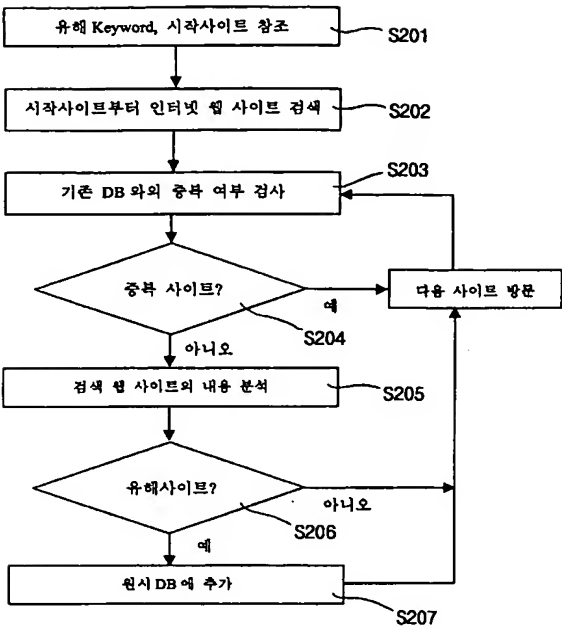 유해 Keyword, 시작사이트 참조
S201
시작사이트부터 인터넷 웹 사이트 검색
S202
S203
기존 DB 와의 중복 여부 검사
중복 사이트?
예
다음 사이트 방문
S204
아니오
검색 웹 사이트의 내용 분석
S205
유해사이트?
아니오
S206
예
원시 DB 에 추가
S207